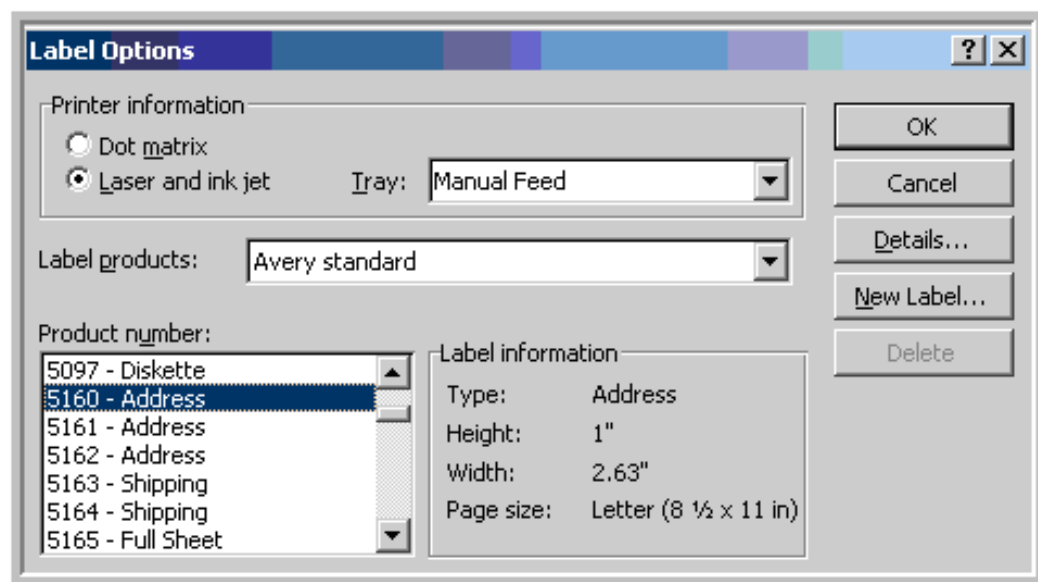 Label Options
Printer information
Dot matrix
Laser and ink jet
Tray: Manual Feed
OK
Cancel
Details...
New Label...
Delete
Label products: Avery standard
Product number:
5097 - Diskette
5160 - Address
5161 - Address
5162 - Address
5163 - Shipping
5164 - Shipping
5165 - Full Sheet
Label information
Type: Address
Height: 1"
Width: 2.63"
Page size: Letter (8 ½ x 11 in)